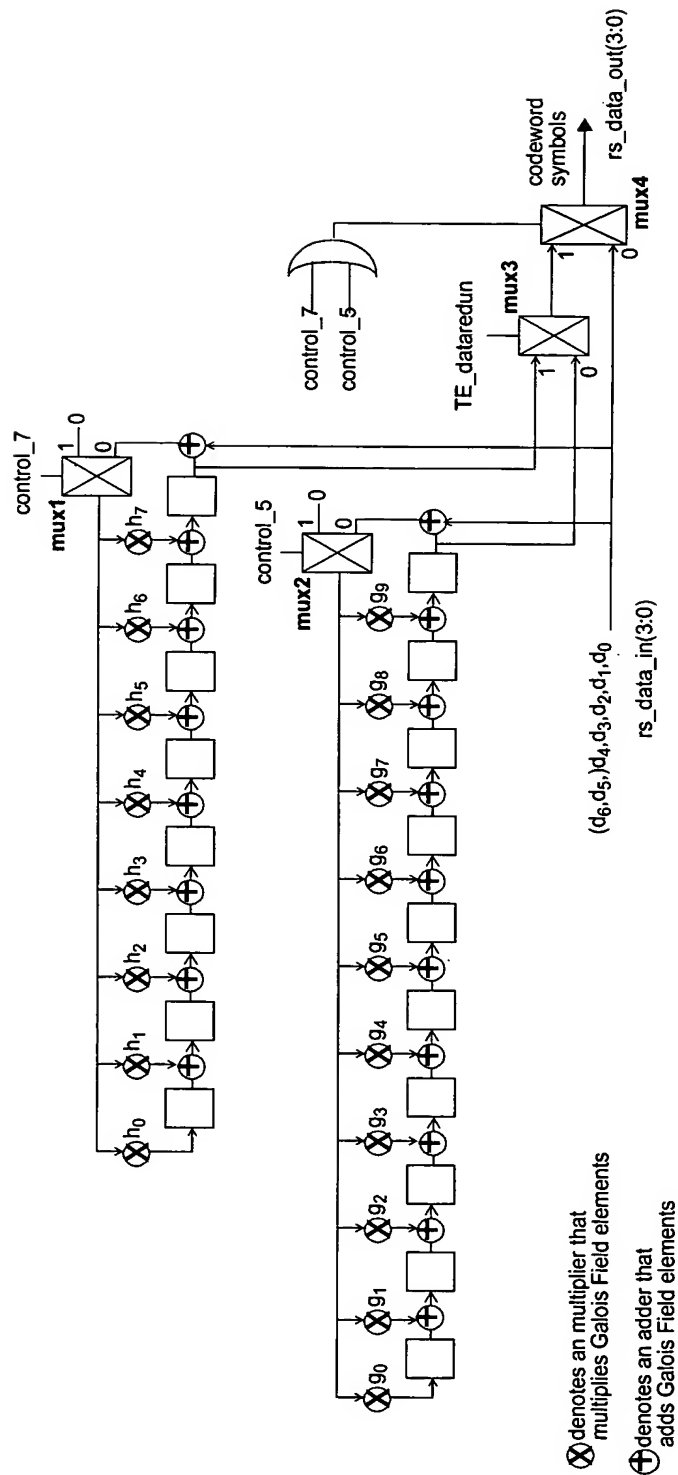 control_7
1
0
0
mux1
h0
h1
h2
h3
h4
h5
h6
h7
control_5
1
0
0
mux2
g0
g1
g2
g3
g4
g5
g6
g7
g8
g9
control_7
control_5
TE_dataredun
mux3
1
0
codeword
symbols
1
0
mux4
rs_data_out(3:0)
(d6,d5,)d4,d3,d2,d1,d0
rs_data_in(3:0)
denotes an multiplier that
multiplies Galois Field elements
denotes an adder that
adds Galois Field elements